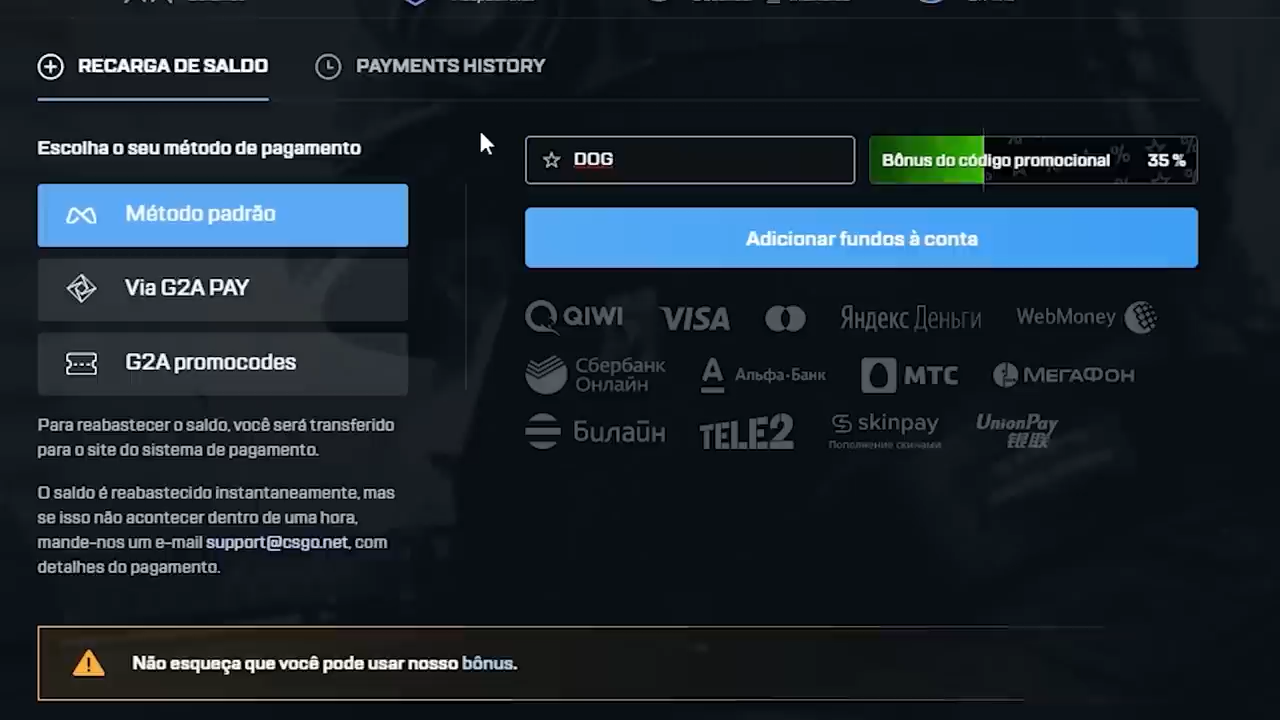 RECARGA DE SALDO
PAYMENTS HISTORY
Escolha o seu método de pagamento
DOG
Bônus do código promocional 35 %
Método padrão
Adicionar fundos à conta
Via G2A PAY
QIWI VISA Яндекс Деньги WebMoney
G2A promocodes
Сбербанк
Онлайн
Альфа·Банк
МТС
МЕГАФОН
Билайн
TELE2
skinpay
Пополнение скинами
UnionPay
银联
Para reabastecer o saldo, você será transferido
para o site do sistema de pagamento.
O saldo é reabastecido instantaneamente, mas
se isso não acontecer dentro de uma hora,
mande-nos um e-mail support@csgo.net, com
detalhes do pagamento.
Não esqueça que você pode usar nosso bônus.